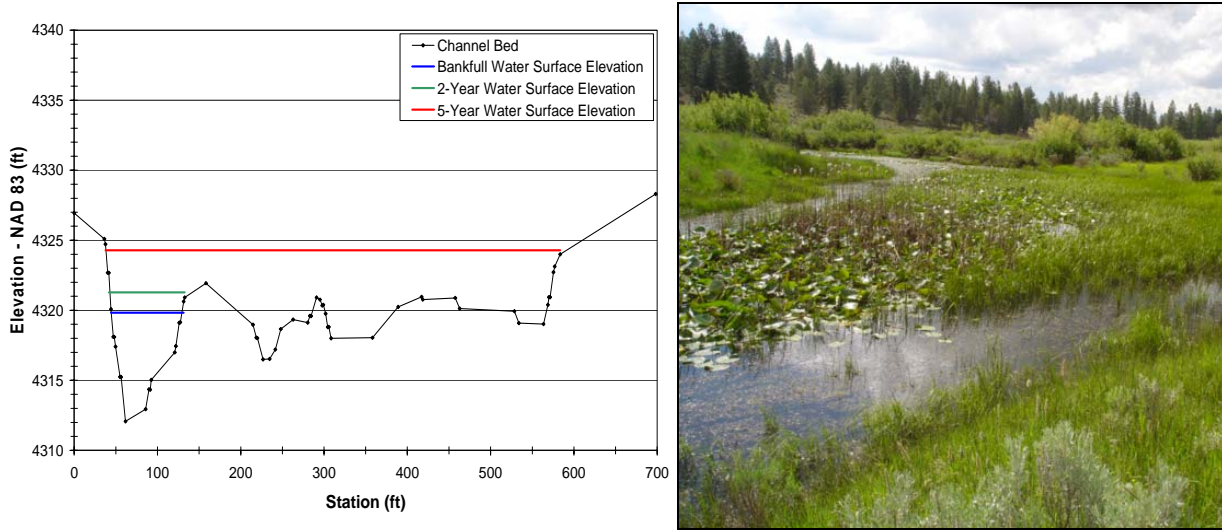 4340
4335
4330
4325
4320
4315
4310
Elevation - NAD 83 (ft)
Channel Bed
Bankfull Water Surface Elevation
2-Year Water Surface Elevation
5-Year Water Surface Elevation
0 100 200 300 400 500 600 700
Station (ft)